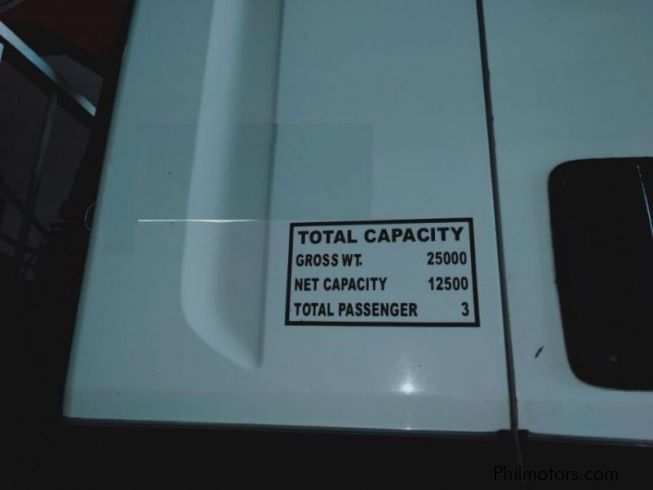 TOTAL CAPACITY
GROSS WT. 25000
NET CAPACITY 12500
TOTAL PASSENGER 3
Philmotors.com